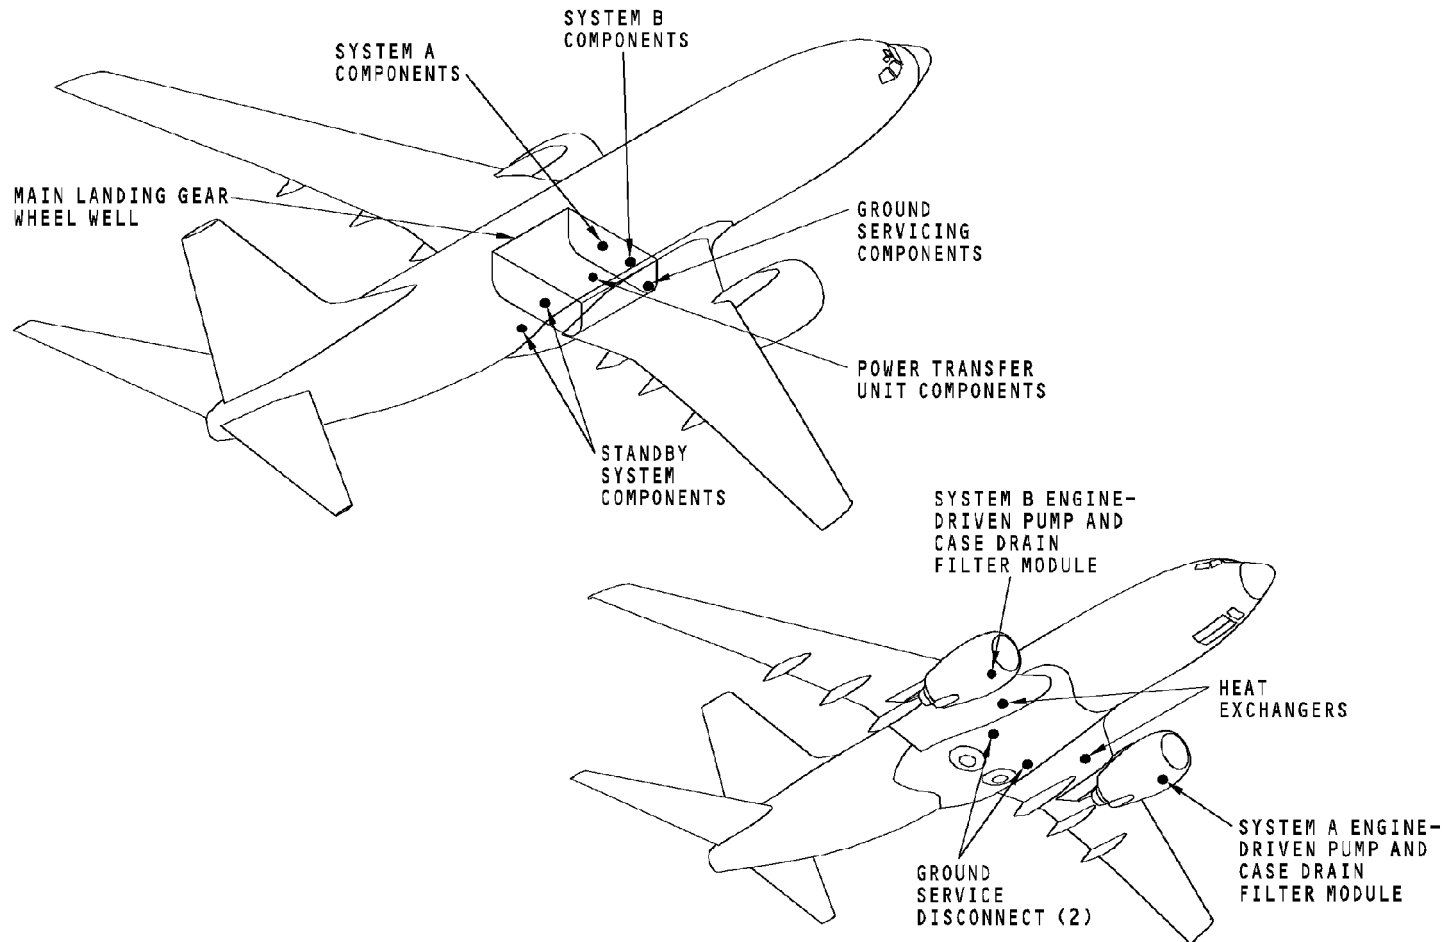 SYSTEM B
COMPONENTS
SYSTEM A
COMPONENTS
MAIN LANDING GEAR
WHEEL WELL
GROUND
SERVICING
COMPONENTS
POWER TRANSFER
UNIT COMPONENTS
STANDBY
SYSTEM
COMPONENTS
SYSTEM B ENGINE-
DRIVEN PUMP AND
CASE DRAIN
FILTER MODULE
HEAT
EXCHANGERS
SYSTEM A ENGINE-
DRIVEN PUMP AND
CASE DRAIN
FILTER MODULE
GROUND
SERVICE
DISCONNECT (2)